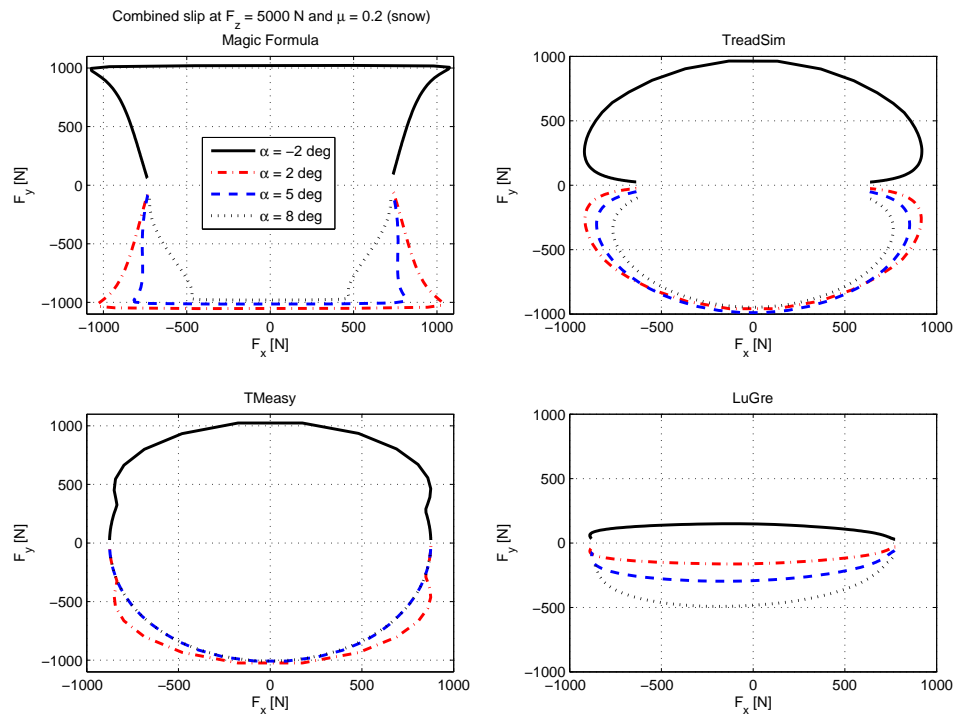 Combined slip at F_z = 5000 N and μ = 0.2 (snow)
Magic Formula
1000
500
0
−500
−1000
F_y [N]
−1000 −500 0 500 1000
F_x [N]
α = −2 deg
α = 2 deg
α = 5 deg
α = 8 deg
TreadSim
1000
500
0
−500
−1000
F_y [N]
−1000 −500 0 500 1000
F_x [N]
TMeasy
1000
500
0
−500
−1000
F_y [N]
−1000 −500 0 500 1000
F_x [N]
LuGre
1000
500
0
−500
−1000
F_y [N]
−1000 −500 0 500 1000
F_x [N]